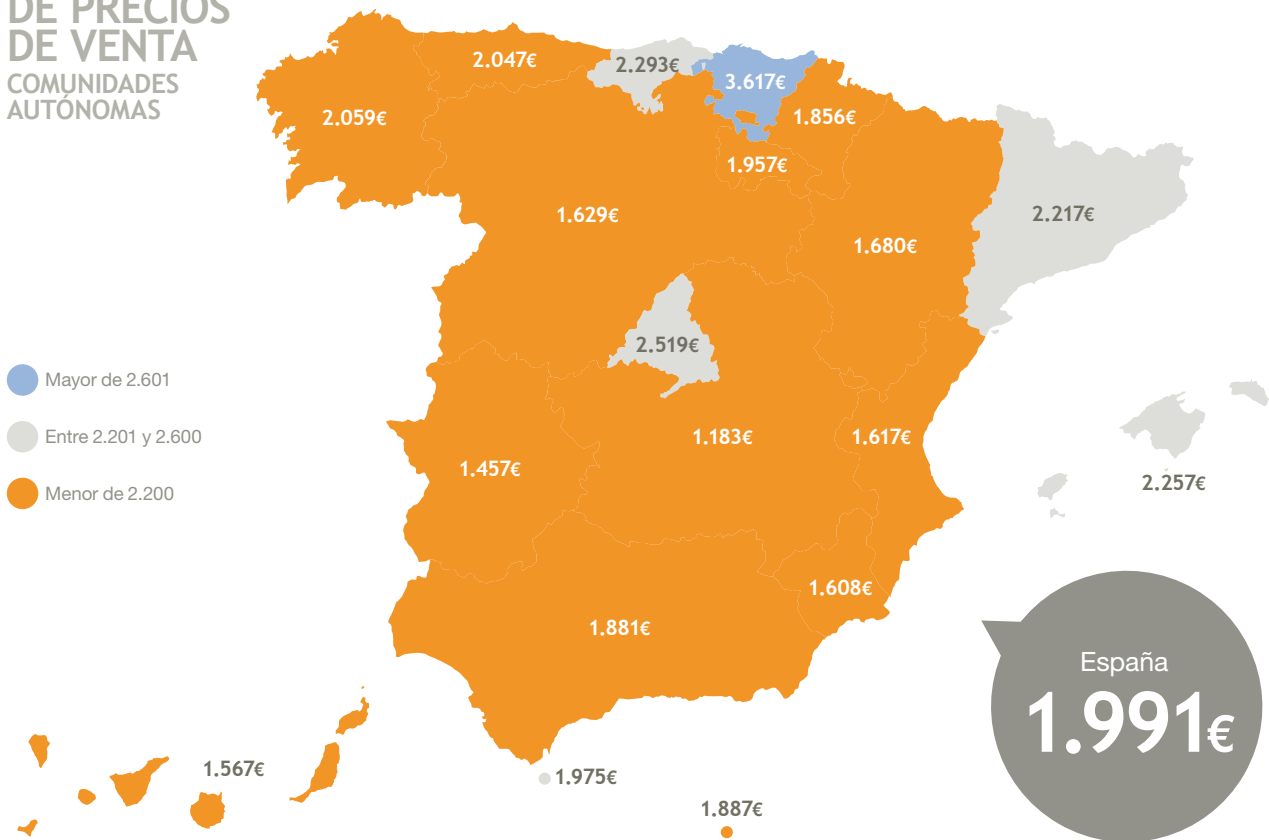 DE PRECIOS
DE VENTA
COMUNIDADES
AUTÓNOMAS
2.047€
2.293€
3.617€
2.059€
1.856€
1.957€
1.629€
2.217€
1.680€
2.519€
Mayor de 2.601
Entre 2.201 y 2.600
Menor de 2.200
1.183€
1.617€
1.457€
2.257€
1.608€
1.881€
España
1.991€
1.567€
1.975€
1.887€